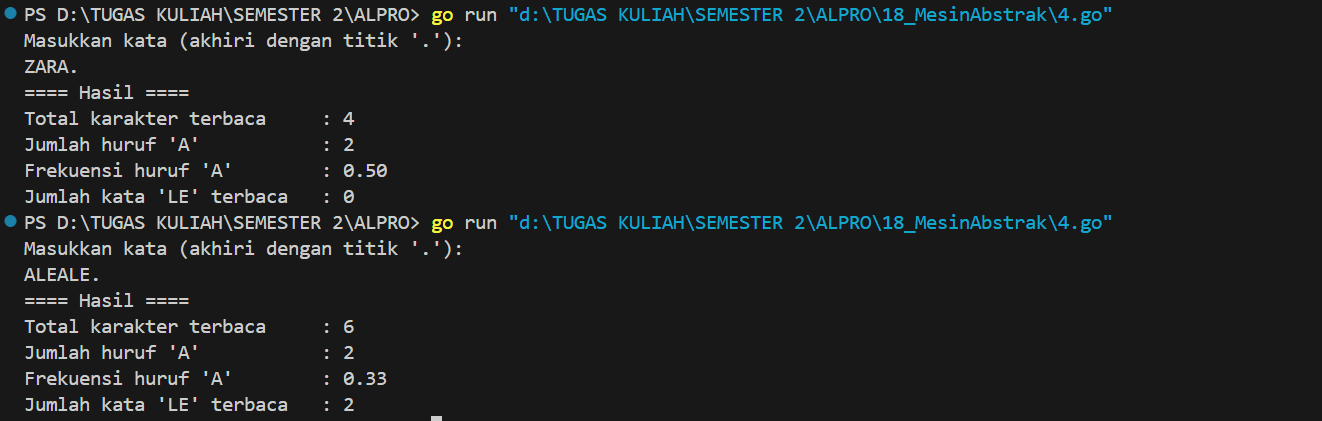 PS D:\TUGAS KULIAH\SEMESTER 2\ALPRO> go run "d:\TUGAS KULIAH\SEMESTER 2\ALPRO\18_MesinAbstrak\4.go"
Masukkan kata (akhiri dengan titik '.'):
ZARA.
==== Hasil ====
Total karakter terbaca     : 4
Jumlah huruf 'A'           : 2
Frekuensi huruf 'A'        : 0.50
Jumlah kata 'LE' terbaca   : 0
PS D:\TUGAS KULIAH\SEMESTER 2\ALPRO> go run "d:\TUGAS KULIAH\SEMESTER 2\ALPRO\18_MesinAbstrak\4.go"
Masukkan kata (akhiri dengan titik '.'):
ALEALE.
==== Hasil ====
Total karakter terbaca     : 6
Jumlah huruf 'A'           : 2
Frekuensi huruf 'A'        : 0.33
Jumlah kata 'LE' terbaca   : 2